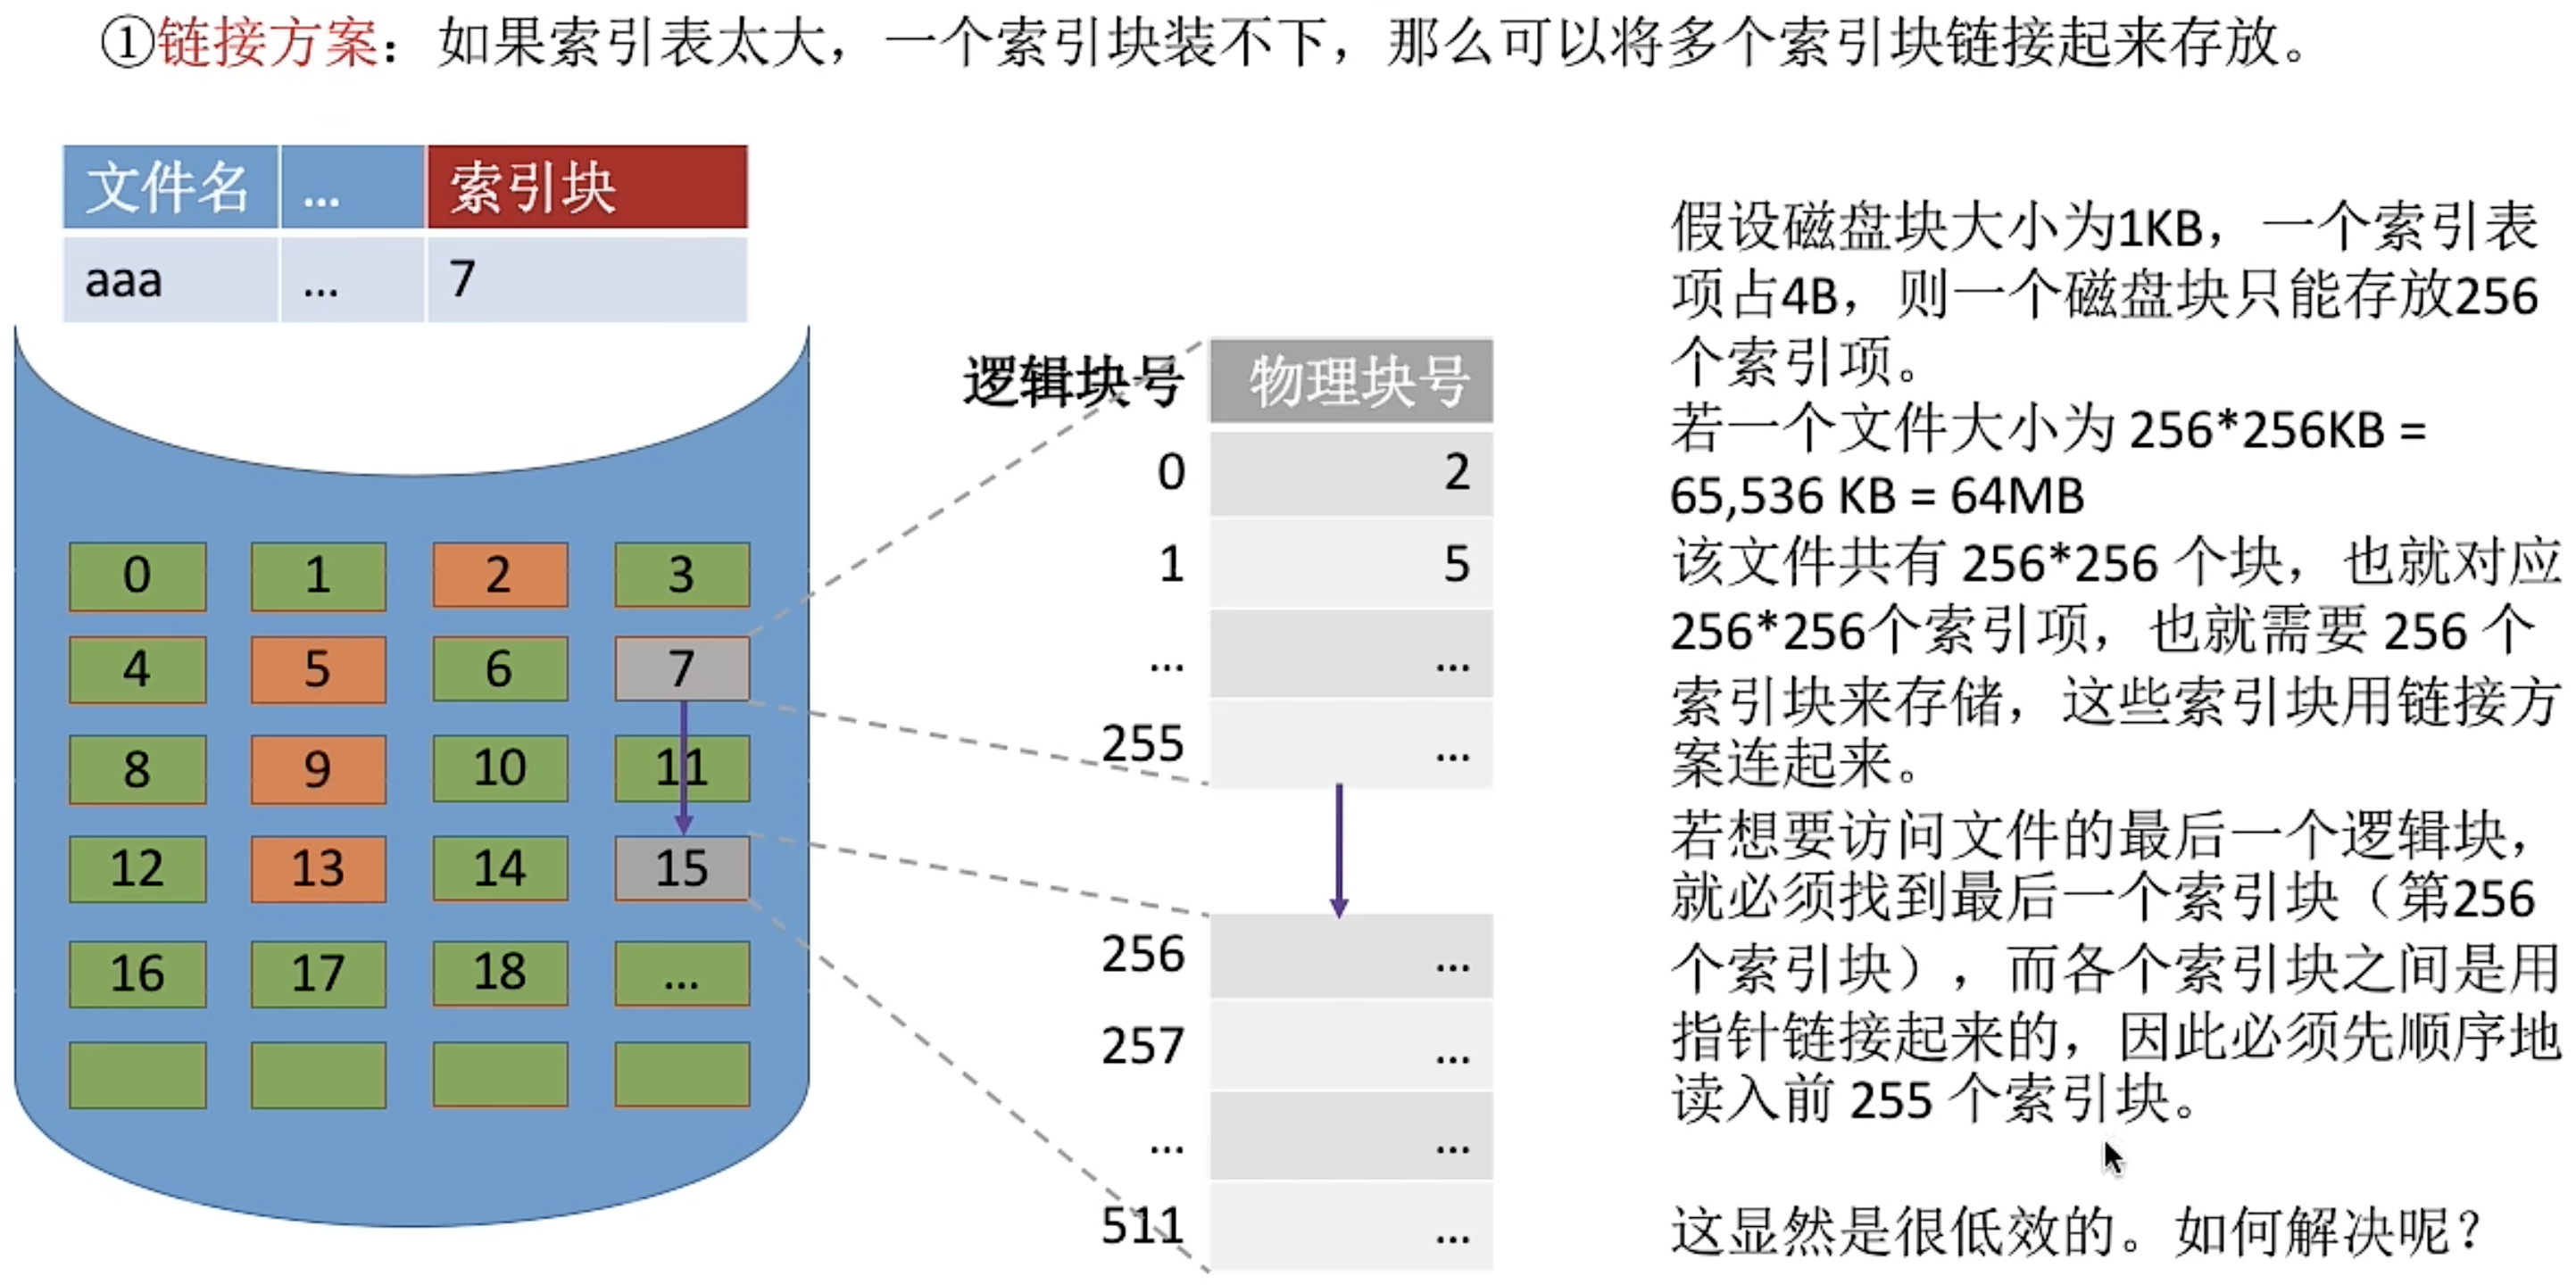 ①链接方案：如果索引表太大，一个索引块装不下，那么可以将多个索引块链接起来存放。
文件名 ... 索引块
aaa ... 7
0 1 2 3
4 5 6 7
8 9 10 11
12 13 14 15
16 17 18 ...
逻辑块号 物理块号
0 2
1 5
... ...
255 ...
256 ...
257 ...
... ...
511 ...
假设磁盘块大小为1KB，一个索引表
项占4B，则一个磁盘块只能存放256
个索引项。
若一个文件大小为 256*256KB =
65,536 KB = 64MB
该文件共有 256*256 个块，也就对应
256*256个索引项，也就需要 256 个
索引块来存储，这些索引块用链接方
案连起来。
若想要访问文件的最后一个逻辑块，
就必须找到最后一个索引块（第256
个索引块），而各个索引块之间是用
指针链接起来的，因此必须先顺序地
读入前 255 个索引块。
这显然是很低效的。如何解决呢？